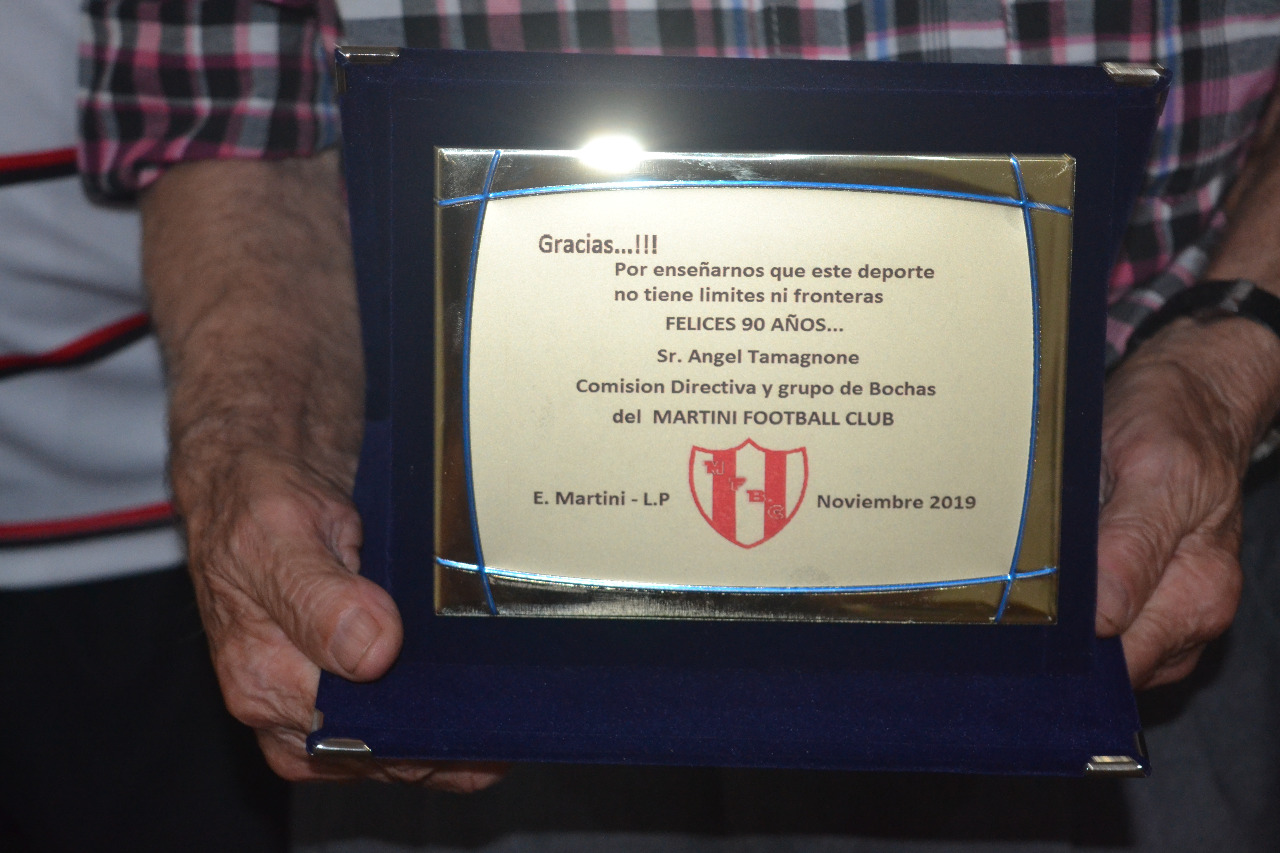 Gracias...!!!
Por enseñarnos que este deporte
no tiene limites ni fronteras
FELICES 90 AÑOS...
Sr. Angel Tamagnone
Comision Directiva y grupo de Bochas
del MARTINI FOOTBALL CLUB
M F B C
E. Martini - L.P
Noviembre 2019